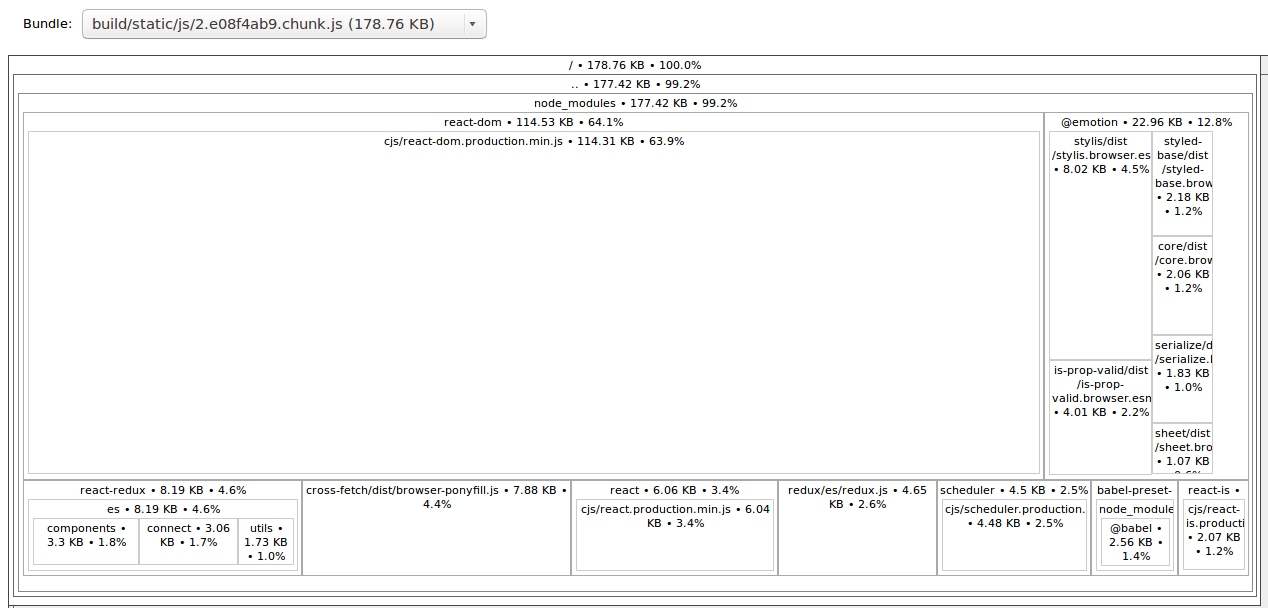 Bundle: build/static/js/2.e08f4ab9.chunk.js (178.76 KB)
/ • 178.76 KB • 100.0%
.. • 177.42 KB • 99.2%
node_modules • 177.42 KB • 99.2%
react-dom • 114.53 KB • 64.1%
cjs/react-dom.production.min.js • 114.31 KB • 63.9%
@emotion • 22.96 KB • 12.8%
stylis/dist
/stylis.browser.es
• 8.02 KB • 4.5%
is-prop-valid/dist
/is-prop-
valid.browser.esm
• 4.01 KB • 2.2%
styled-
base/dist
/styled-
base.brow
• 2.18 KB
• 1.2%
core/dist
/core.brow
• 2.06 KB
• 1.2%
serialize/d
/serialize.
• 1.83 KB
• 1.0%
sheet/dist
/sheet.bro
• 1.07 KB
react-redux • 8.19 KB • 4.6%
es • 8.19 KB • 4.6%
components •
3.3 KB • 1.8%
connect • 3.06
KB • 1.7%
utils •
1.73 KB
• 1.0%
cross-fetch/dist/browser-ponyfill.js • 7.88 KB •
4.4%
react • 6.06 KB • 3.4%
cjs/react.production.min.js • 6.04
KB • 3.4%
redux/es/redux.js • 4.65
KB • 2.6%
scheduler • 4.5 KB • 2.5%
cjs/scheduler.production.
• 4.48 KB • 2.5%
babel-preset-
node_module
@babel •
2.56 KB •
1.4%
react-is •
cjs/react-
is.producti
• 2.07 KB
• 1.2%